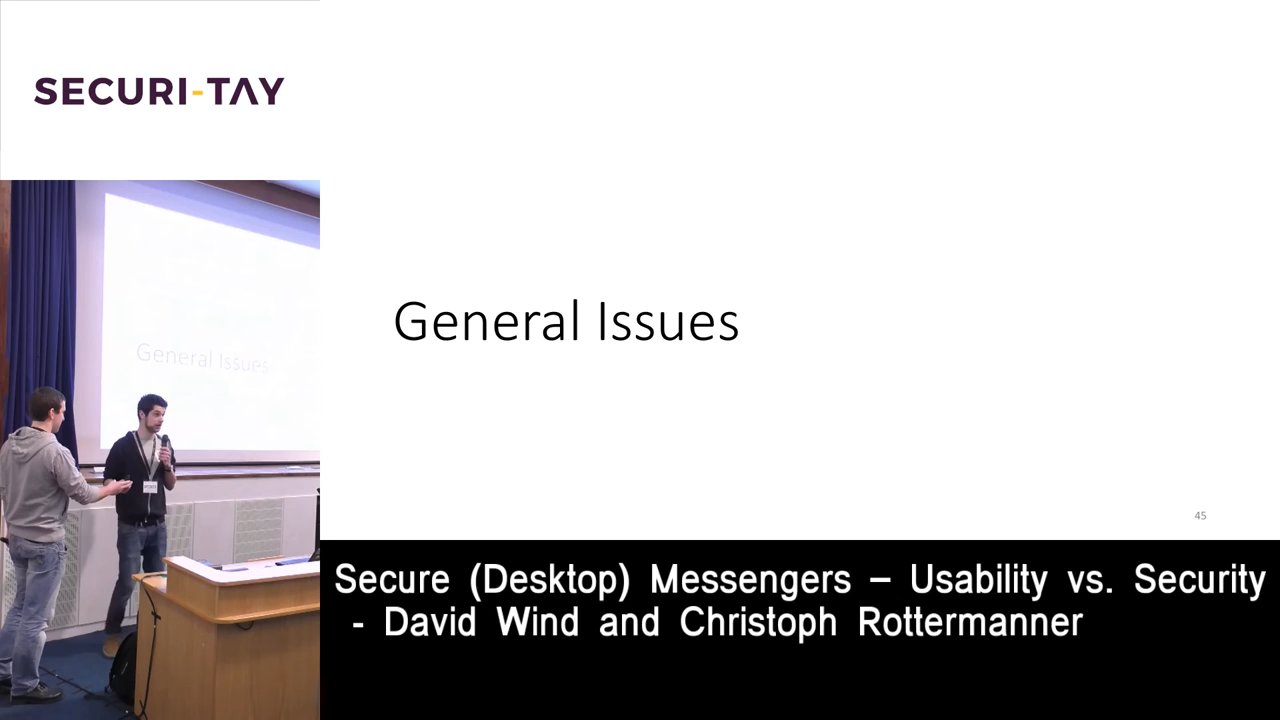 SECURI-TAY
General Issues
General Issues
45
Secure (Desktop) Messengers – Usability vs. Security
- David Wind and Christoph Rottermanner